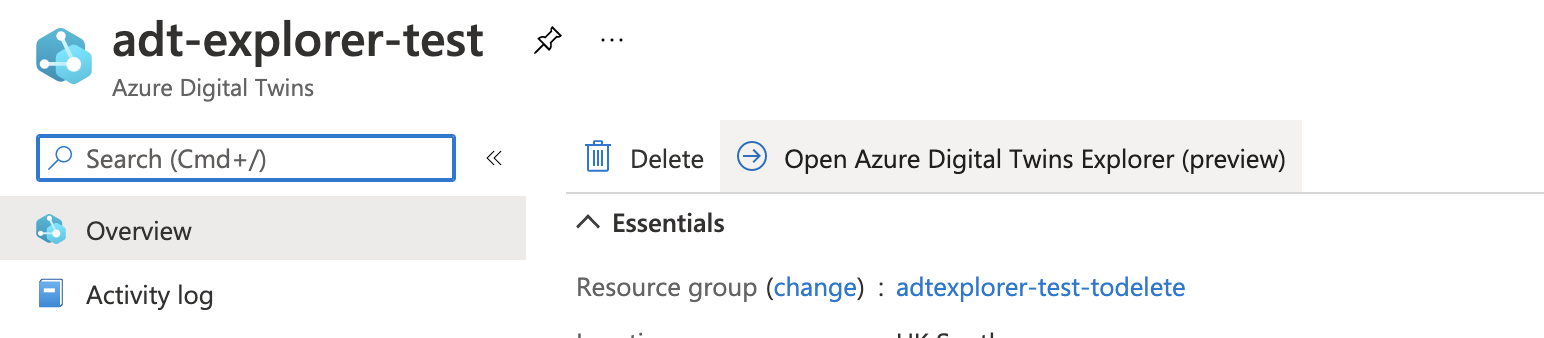 adt-explorer-test
Azure Digital Twins
Search (Cmd+/)
Delete
Open Azure Digital Twins Explorer (preview)
Overview
Essentials
Activity log
Resource group (change) : adtexplorer-test-todelete